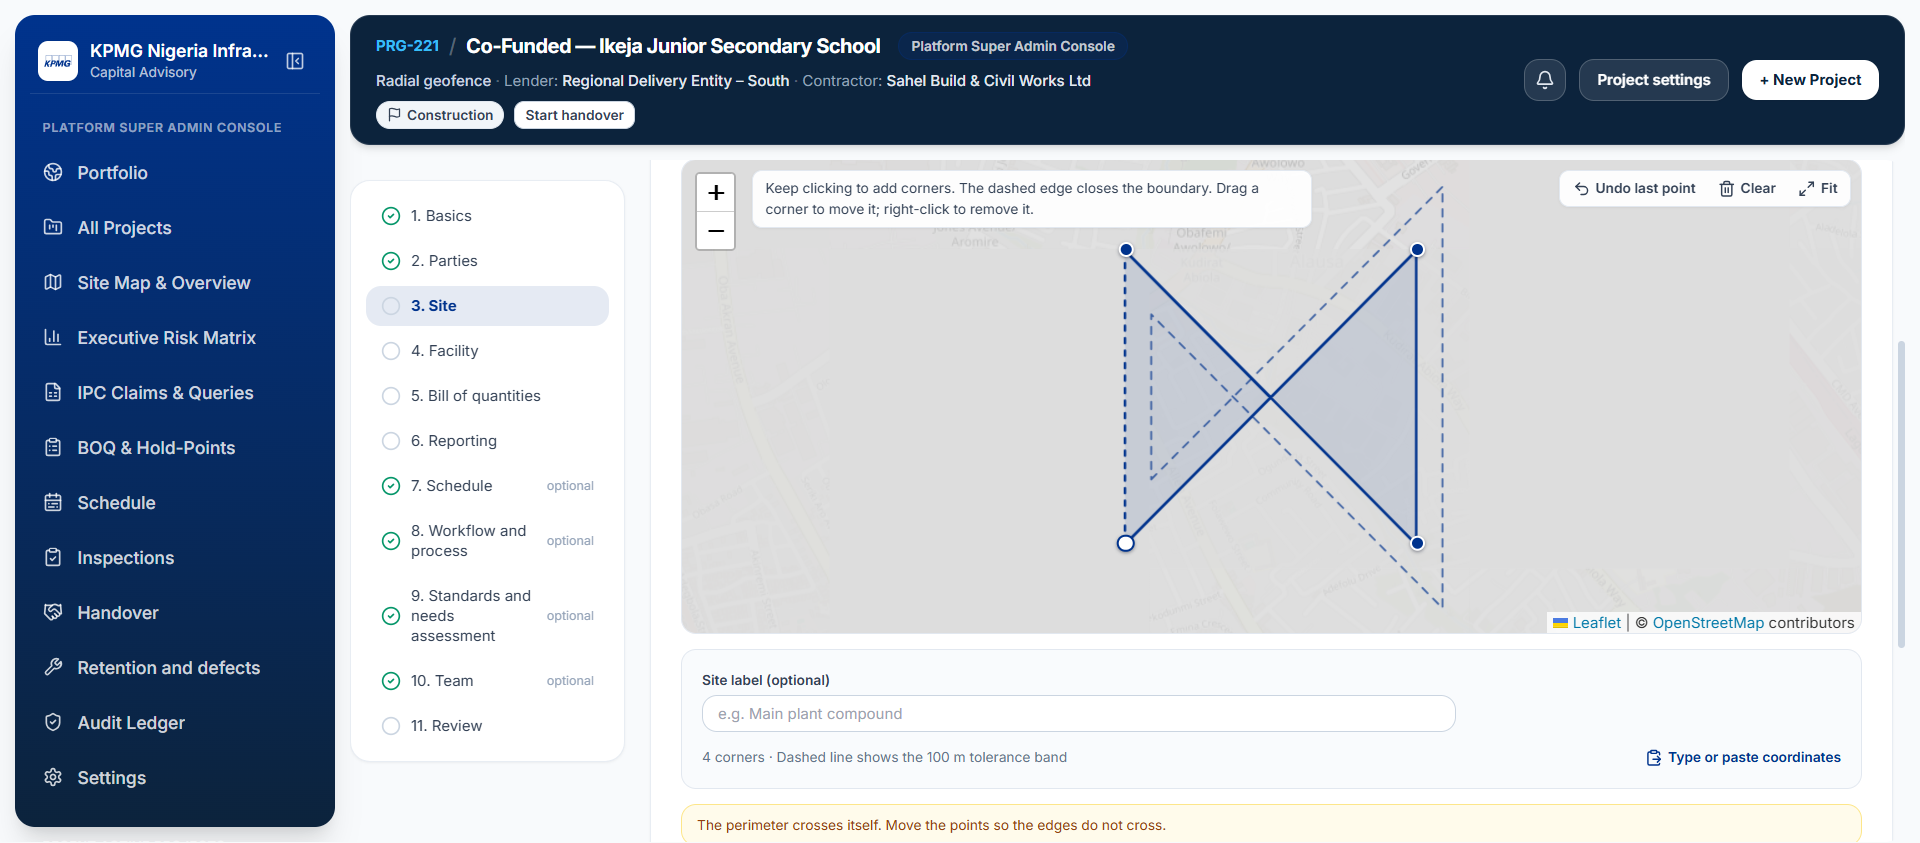 KPMG
KPMG Nigeria Infra...
Capital Advisory
PLATFORM SUPER ADMIN CONSOLE
Portfolio
All Projects
Site Map & Overview
Executive Risk Matrix
IPC Claims & Queries
BOQ & Hold-Points
Schedule
Inspections
Handover
Retention and defects
Audit Ledger
Settings
PRG-221 / Co-Funded — Ikeja Junior Secondary School Platform Super Admin Console
Radial geofence · Lender: Regional Delivery Entity – South · Contractor: Sahel Build & Civil Works Ltd
Construction Start handover
Project settings
+ New Project
1. Basics
2. Parties
3. Site
4. Facility
5. Bill of quantities
6. Reporting
7. Schedule optional
8. Workflow and
process optional
9. Standards and
needs optional
assessment
10. Team optional
11. Review
+
−
Keep clicking to add corners. The dashed edge closes the boundary. Drag a
corner to move it; right-click to remove it.
Undo last point Clear Fit
Awolowo
Aromire
Obafemi
Awolowo
Leaflet | © OpenStreetMap contributors
Site label (optional)
e.g. Main plant compound
4 corners · Dashed line shows the 100 m tolerance band
Type or paste coordinates
The perimeter crosses itself. Move the points so the edges do not cross.